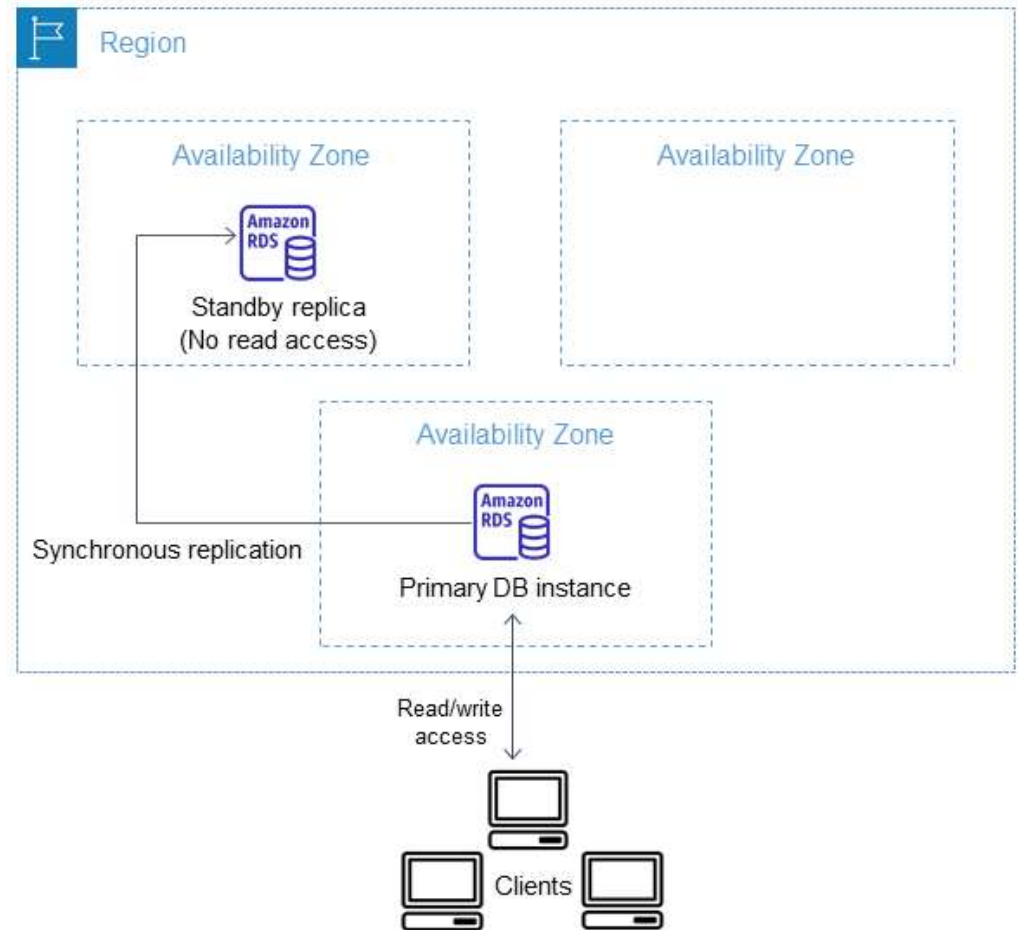 Region
Availability Zone
Availability Zone
Amazon
RDS
Standby replica
(No read access)
Availability Zone
Amazon
RDS
Synchronous replication
Primary DB instance
Read/write
access
Clients